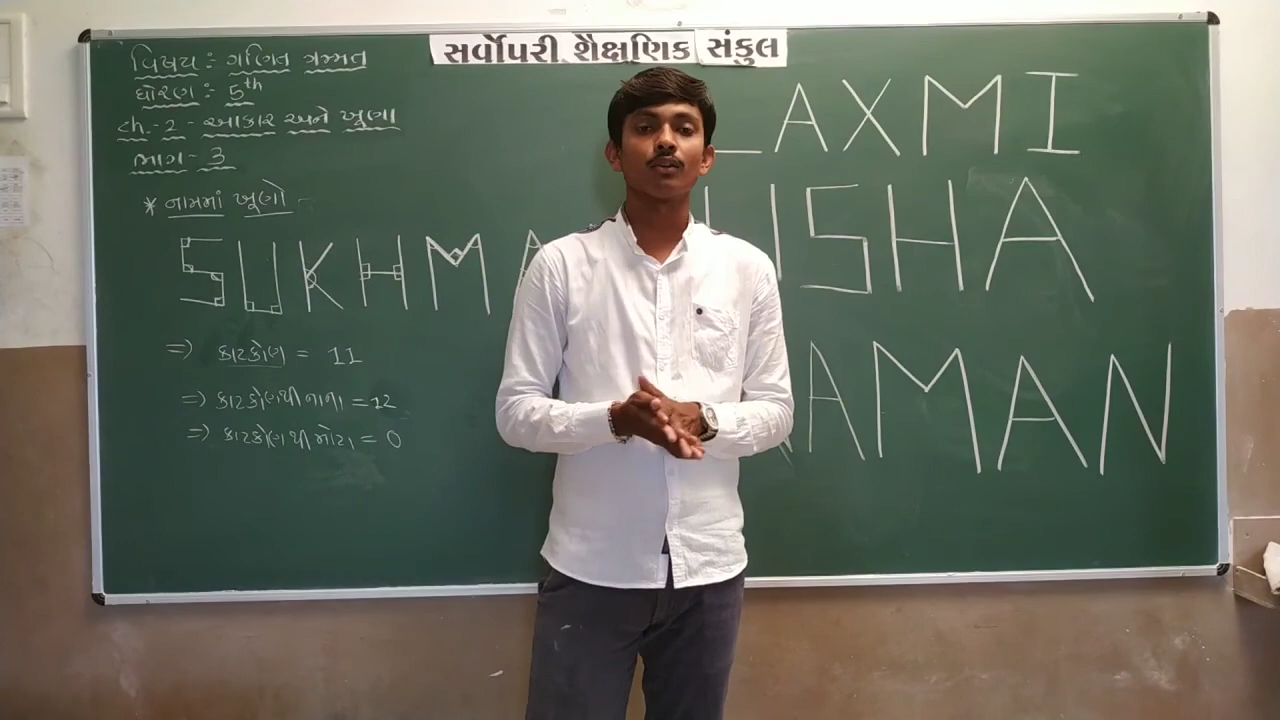 સર્વોપરી શૈક્ષણિક સંકુલ
વિષય :- ગણિત ગમ્મત
ધોરણ :- 5th
ch.-2 - આકાર અને ખૂણા
ભાગ- 3
* નામમાં ખૂણો -
SUKHMA
=> કાટકોણ = 11
=> કાટકોણથી નાના = 12
=> કાટકોણથી મોટા = 0
LAXMI
USHA
AMAN